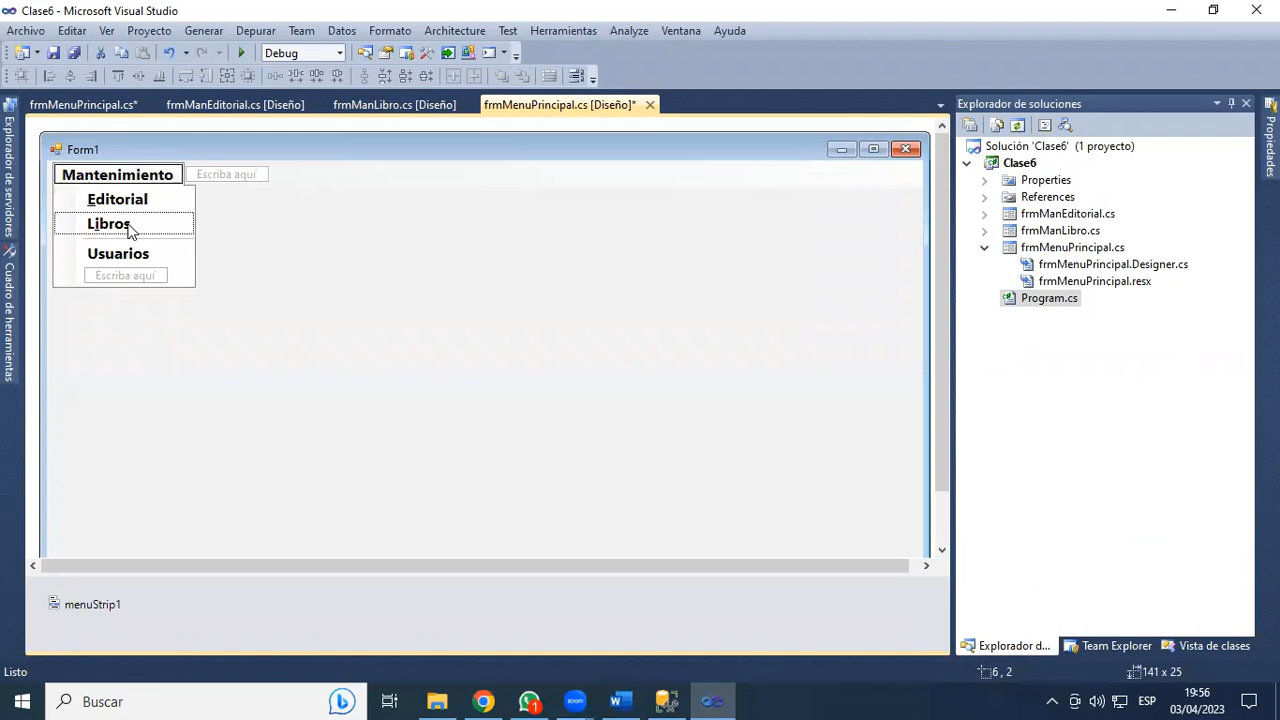 Clase6 - Microsoft Visual Studio
Archivo Editar Ver Proyecto Generar Depurar Team Datos Formato Architecture Test Herramientas Analyze Ventana Ayuda
Debug
frmMenuPrincipal.cs* frmManEditorial.cs [Diseño] frmManLibro.cs [Diseño] frmMenuPrincipal.cs [Diseño]*
Explorador de servidores
Cuadro de herramientas
Form1
Mantenimiento Escriba aquí
Editorial
Libros
Usuarios
Escriba aquí
menuStrip1
Explorador de soluciones
Solución 'Clase6' (1 proyecto)
Clase6
Properties
References
frmManEditorial.cs
frmManLibro.cs
frmMenuPrincipal.cs
frmMenuPrincipal.Designer.cs
frmMenuPrincipal.resx
Program.cs
Propiedades
Explorador d... Team Explorer Vista de clases
Listo 6 , 2 141 x 25
Buscar
zoom
1
ESP
19:56
03/04/2023